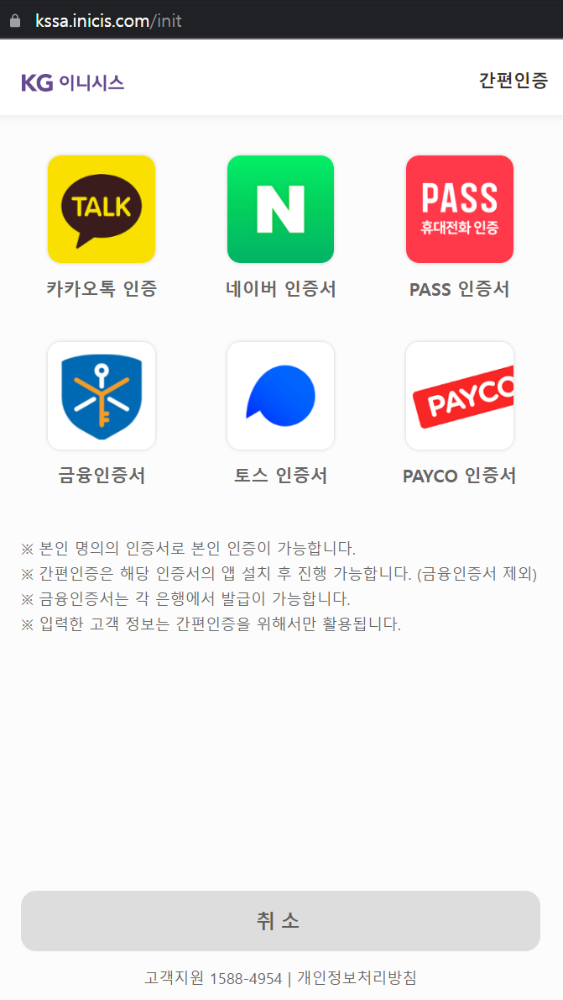 kssa.inicis.com/init
KG 이니시스
간편인증
TALK
N
PASS
휴대전화 인증
카카오톡 인증
네이버 인증서
PASS 인증서
PAYCO
금융인증서
토스 인증서
PAYCO 인증서
※ 본인 명의의 인증서로 본인 인증이 가능합니다.
※ 간편인증은 해당 인증서의 앱 설치 후 진행 가능합니다. (금융인증서 제외)
※ 금융인증서는 각 은행에서 발급이 가능합니다.
※ 입력한 고객 정보는 간편인증을 위해서만 활용됩니다.
취 소
고객지원 1588-4954 | 개인정보처리방침